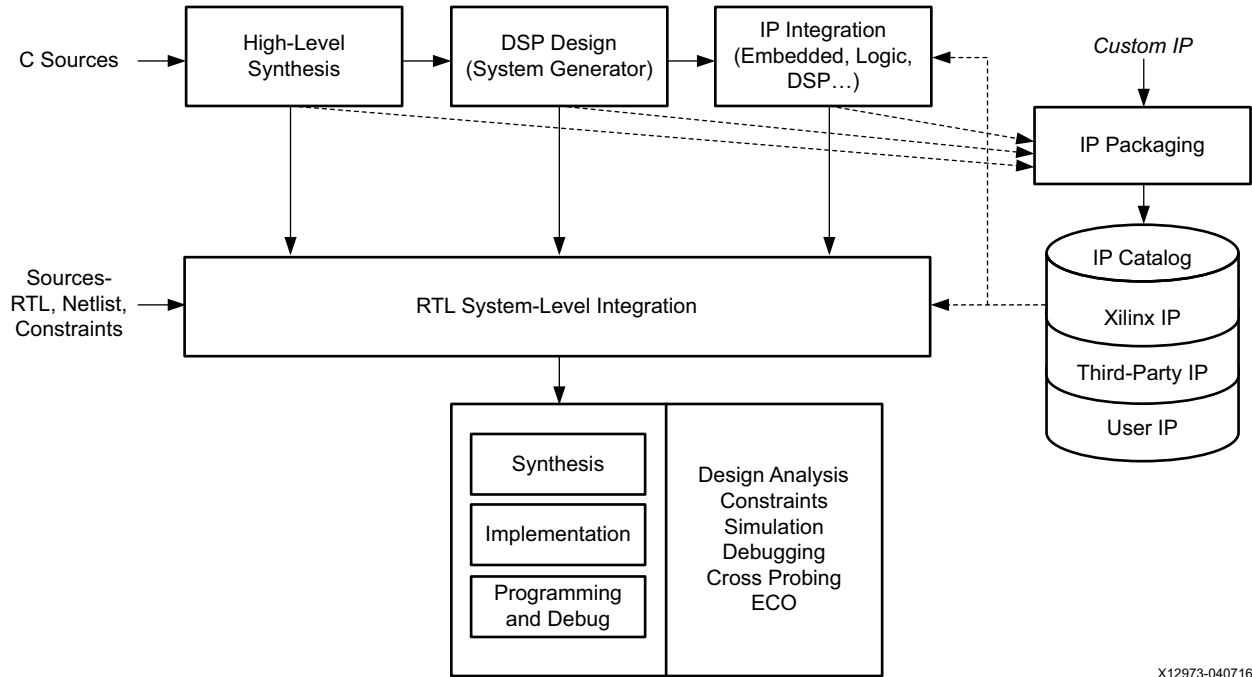 C Sources
High-Level
Synthesis
DSP Design
(System Generator)
IP Integration
(Embedded, Logic,
DSP…)
Custom IP
IP Packaging
IP Catalog
Xilinx IP
Third-Party IP
User IP
Sources-
RTL, Netlist,
Constraints
RTL System-Level Integration
Synthesis
Implementation
Programming
and Debug
Design Analysis
Constraints
Simulation
Debugging
Cross Probing
ECO
X12973-040716